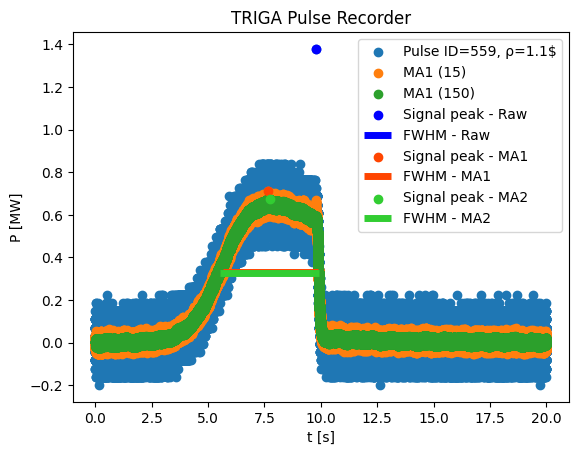 TRIGA Pulse Recorder
P [MW]
1.4
1.2
1.0
0.8
0.6
0.4
0.2
0.0
−0.2
Pulse ID=559, ρ=1.1$
MA1 (15)
MA1 (150)
Signal peak - Raw
FWHM - Raw
Signal peak - MA1
FWHM - MA1
Signal peak - MA2
FWHM - MA2
0.0 2.5 5.0 7.5 10.0 12.5 15.0 17.5 20.0
t [s]